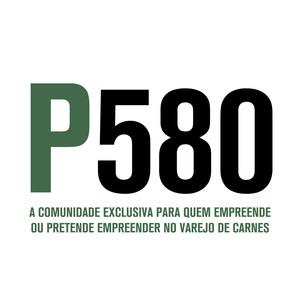 P580
A COMUNIDADE EXCLUSIVA PARA QUEM EMPREENDE
OU PRETENDE EMPREENDER NO VAREJO DE CARNES